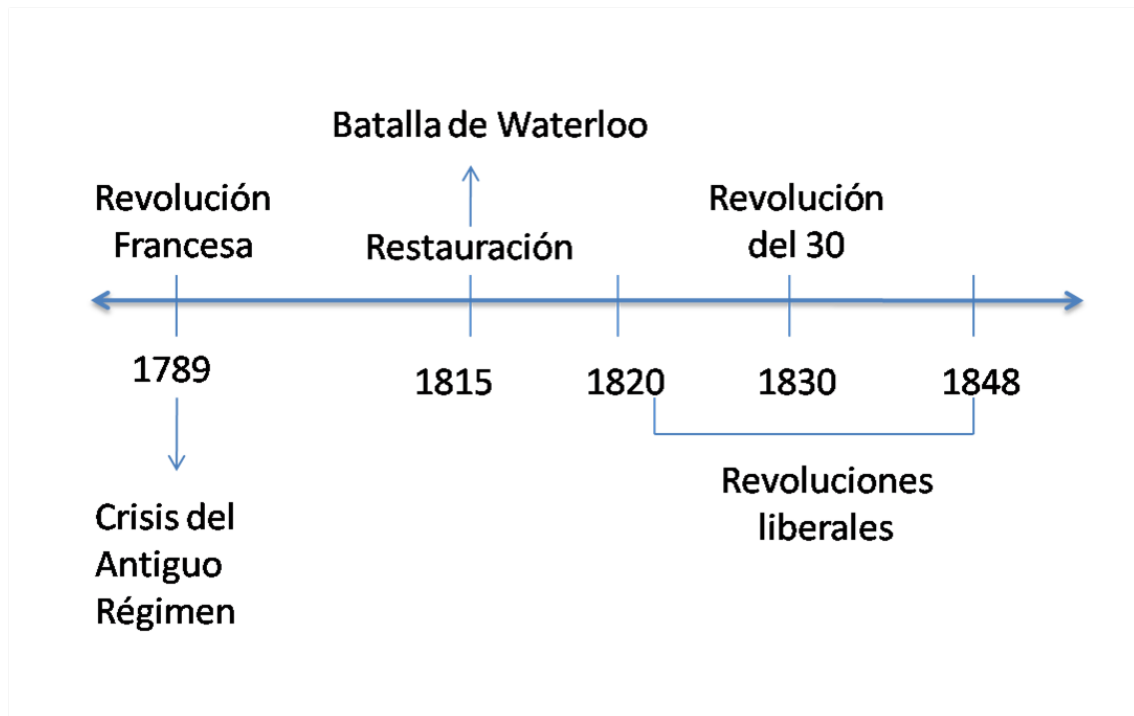 Batalla de Waterloo
Revolución
Francesa
Restauración
Revolución
del 30
1789
1815
1820
1830
1848
Crisis del
Antiguo
Régimen
Revoluciones
liberales